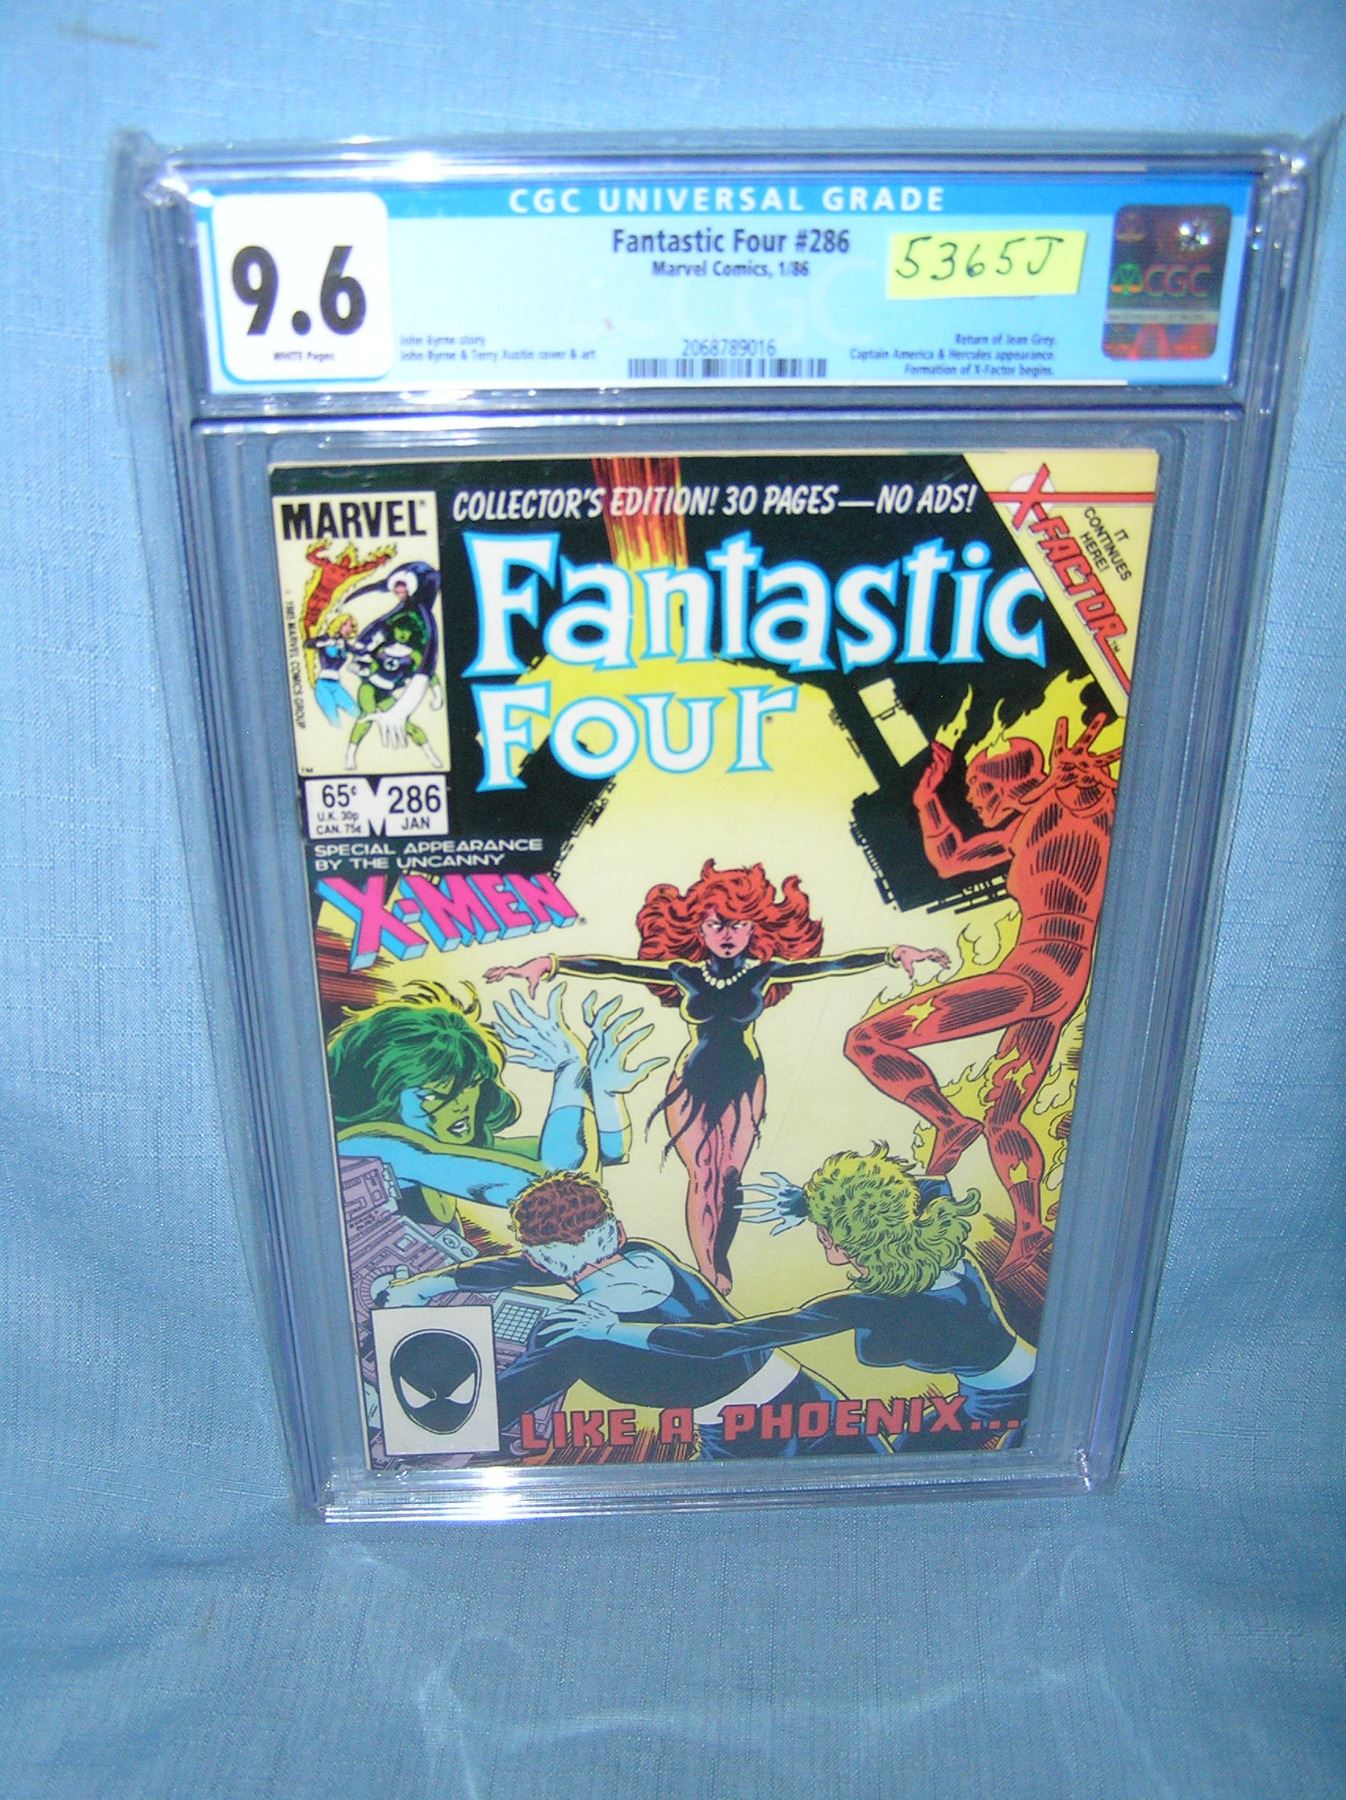 CGC UNIVERSAL GRADE
9.6
WHITE Pages
Fantastic Four #286
Marvel Comics, 1/86
5365J
John Byrne story
John Byrne & Terry Austin cover & art
2068789016
Return of Jean Grey.
Captain America & Hercules appearance.
Formation of X-Factor begins.
CGC
MARVEL®
COLLECTOR'S EDITION! 30 PAGES—NO ADS!
X-FACTOR™
IT
CONTINUES
HERE!
Fantastic
Four
65¢
U.K. 30p
CAN. 75¢
286
JAN
SPECIAL APPEARANCE
BY THE UNCANNY
X-MEN
LIKE A PHOENIX...